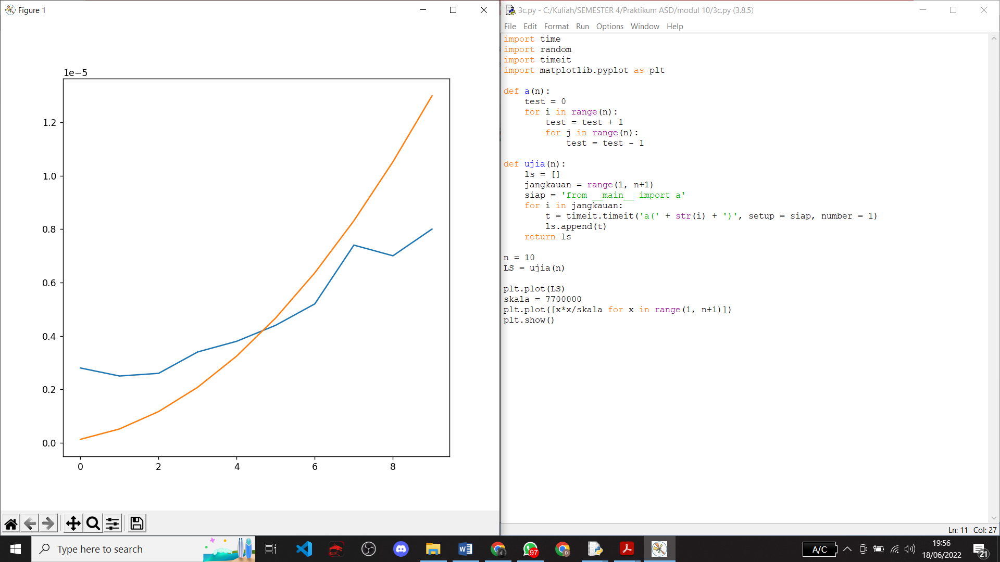 Figure 1
1e−5
1.2
1.0
0.8
0.6
0.4
0.2
0.0
0 2 4 6 8
3c.py - C:/Kuliah/SEMESTER 4/Praktikum ASD/modul 10/3c.py (3.8.5)
File Edit Format Run Options Window Help
import time
import random
import timeit
import matplotlib.pyplot as plt
def a(n):
    test = 0
    for i in range(n):
        test = test + 1
        for j in range(n):
            test = test - 1
def ujia(n):
    ls = []
    jangkauan = range(1, n+1)
    siap = 'from __main__ import a'
    for i in jangkauan:
        t = timeit.timeit('a(' + str(i) + ')', setup = siap, number = 1)
        ls.append(t)
    return ls
n = 10
LS = ujia(n)
plt.plot(LS)
skala = 7700000
plt.plot([x*x/skala for x in range(1, n+1)])
plt.show()
Ln: 11 Col: 27
Type here to search
97
D
A/C
19:56
18/06/2022
21